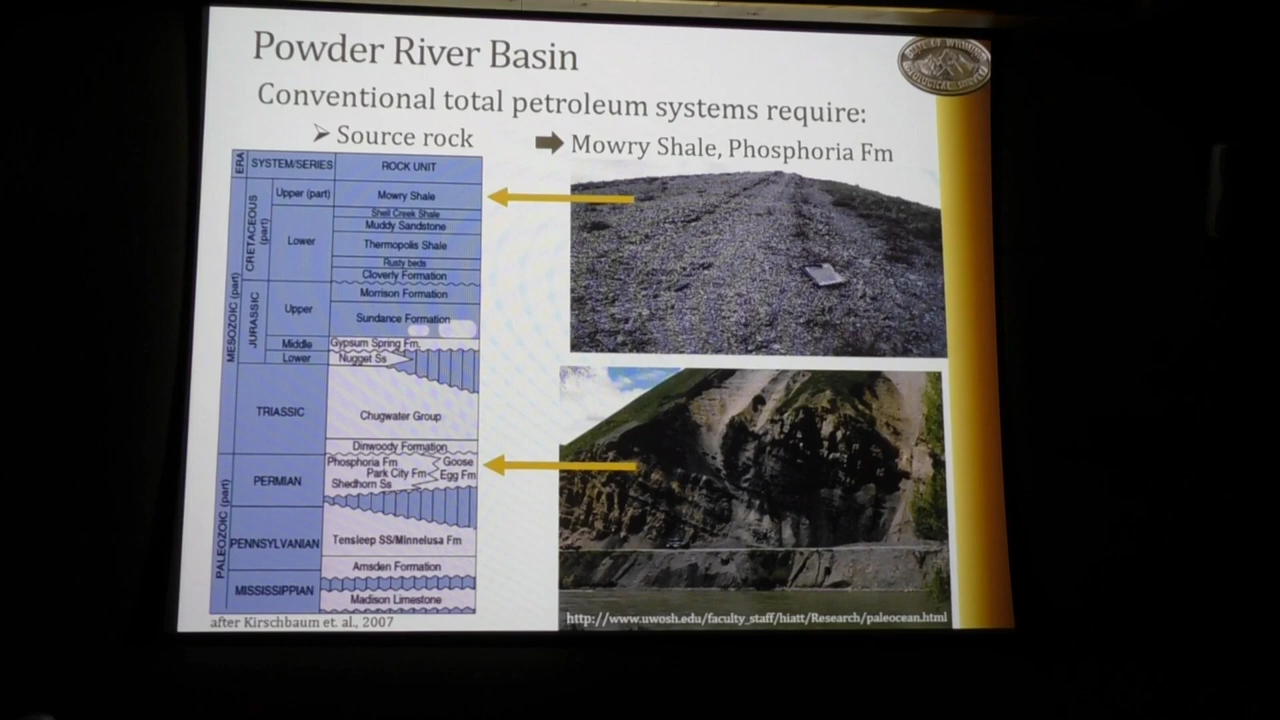 Powder River Basin
Conventional total petroleum systems require:
➢ Source rock
Mowry Shale, Phosphoria Fm
ERA SYSTEM/SERIES ROCK UNIT
MESOZOIC (part)
CRETACEOUS (part)
Upper (part) Mowry Shale
Shell Creek Shale
Muddy Sandstone
Lower Thermopolis Shale
Rusty beds
Cloverly Formation
JURASSIC
Morrison Formation
Upper
Sundance Formation
Middle Gypsum Spring Fm.
Lower Nugget Ss
TRIASSIC Chugwater Group
Dinwoody Formation
PALEOZOIC (part)
PERMIAN
Phosphoria Fm Goose
Park City Fm Egg Fm
Shedhorn Ss
PENNSYLVANIAN Tensleep SS/Minnelusa Fm
Amsden Formation
MISSISSIPPIAN
Madison Limestone
after Kirschbaum et. al., 2007
http://www.uwosh.edu/faculty_staff/hiatt/Research/paleocean.html